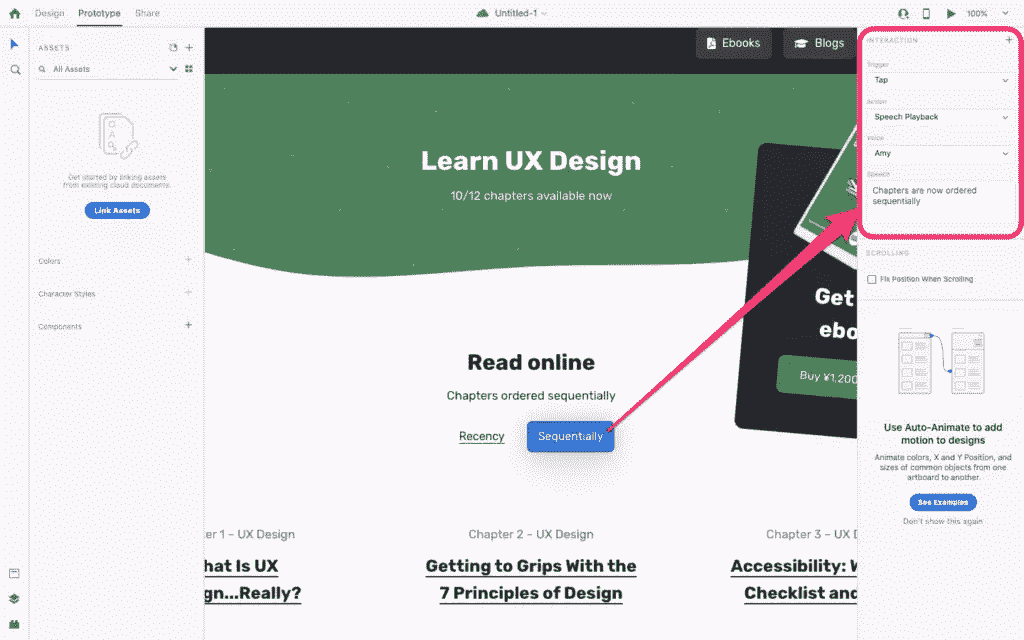 Design Prototype Share
Untitled-1
100%
ASSETS
All Assets
Get started by linking assets
from existing cloud documents.
Link Assets
Colors
Character Styles
Components
Ebooks
Blogs
Learn UX Design
10/12 chapters available now
Get
ebo
Buy ¥1,200
Read online
Chapters ordered sequentially
Recency
Sequentially
er 1 – UX Design
hat Is UX
gn...Really?
Chapter 2 – UX Design
Getting to Grips With the
7 Principles of Design
Chapter 3 – UX D
Accessibility: W
Checklist and
INTERACTION
Trigger
Tap
Action
Speech Playback
Voice
Amy
Speech
Chapters are now ordered
sequentially
SCROLLING
Fix Position When Scrolling
Use Auto-Animate to add
motion to designs
Animate colors, X and Y Position, and
sizes of common objects from one
artboard to another.
See Examples
Don't show this again